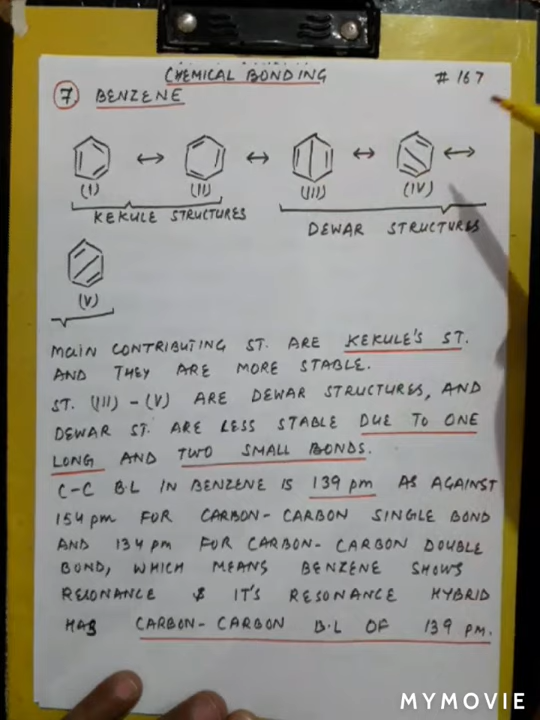 CHEMICAL BONDING
# 167
7. BENZENE
(I)
(II)
(III)
(IV)
KEKULE STRUCTURES
DEWAR STRUCTURES
(V)
MAIN CONTRIBUTING ST. ARE KEKULE'S ST.
AND THEY ARE MORE STABLE.
ST. (III) - (V) ARE DEWAR STRUCTURES, AND
DEWAR ST. ARE LESS STABLE DUE TO ONE
LONG AND TWO SMALL BONDS.
C-C B.L IN BENZENE IS 139 pm AS AGAINST
154 pm FOR CARBON-CARBON SINGLE BOND
AND 134 pm FOR CARBON-CARBON DOUBLE
BOND, WHICH MEANS BENZENE SHOWS
RESONANCE & IT'S RESONANCE HYBRID
HAS CARBON-CARBON B.L OF 139 PM.
MYMOVIE